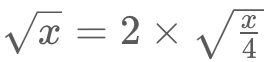 √x = 2 × √(x/4)